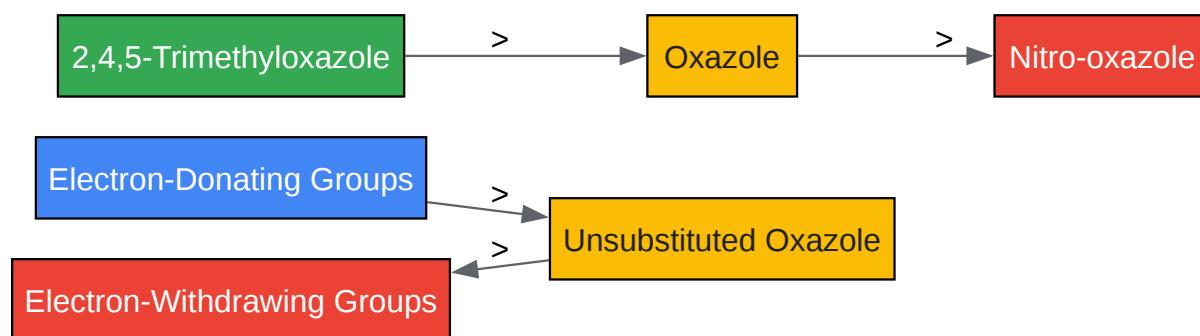 2,4,5-Trimethyloxazole
>
Oxazole
>
Nitro-oxazole
Electron-Donating Groups
>
Unsubstituted Oxazole
>
Electron-Withdrawing Groups